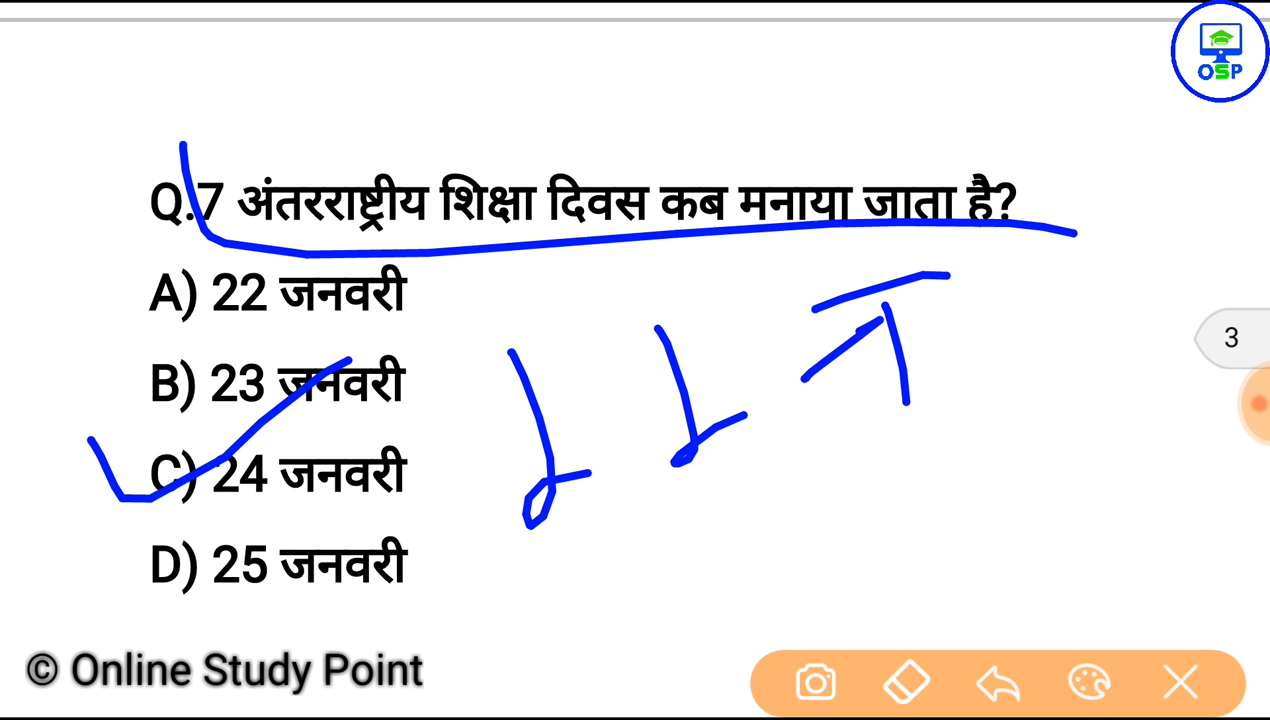 OSP
Q.7 अंतरराष्ट्रीय शिक्षा दिवस कब मनाया जाता है?
A) 22 जनवरी
B) 23 जनवरी
C) 24 जनवरी
D) 25 जनवरी
3
© Online Study Point